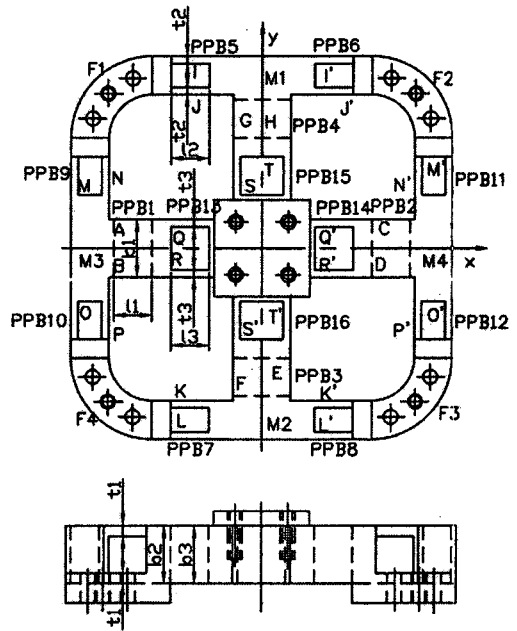 t2 y
PPB5 PPB6
F1 I M1 I' F2
J J'
t2 l2 G H PPB4
PPB9 M N t3 S T PPB15 N' M' PPB11
PPB1 PPB13 PPB14 PPB2
A Q Q' C
M3 b1 R R' M4 x
B D
O l1 t3 l3 S' T' PPB16 O'
PPB10 P P' PPB12
F E PPB3
K K'
F4 L M2 L' F3
PPB7 PPB8
t1 b2 b3
t1